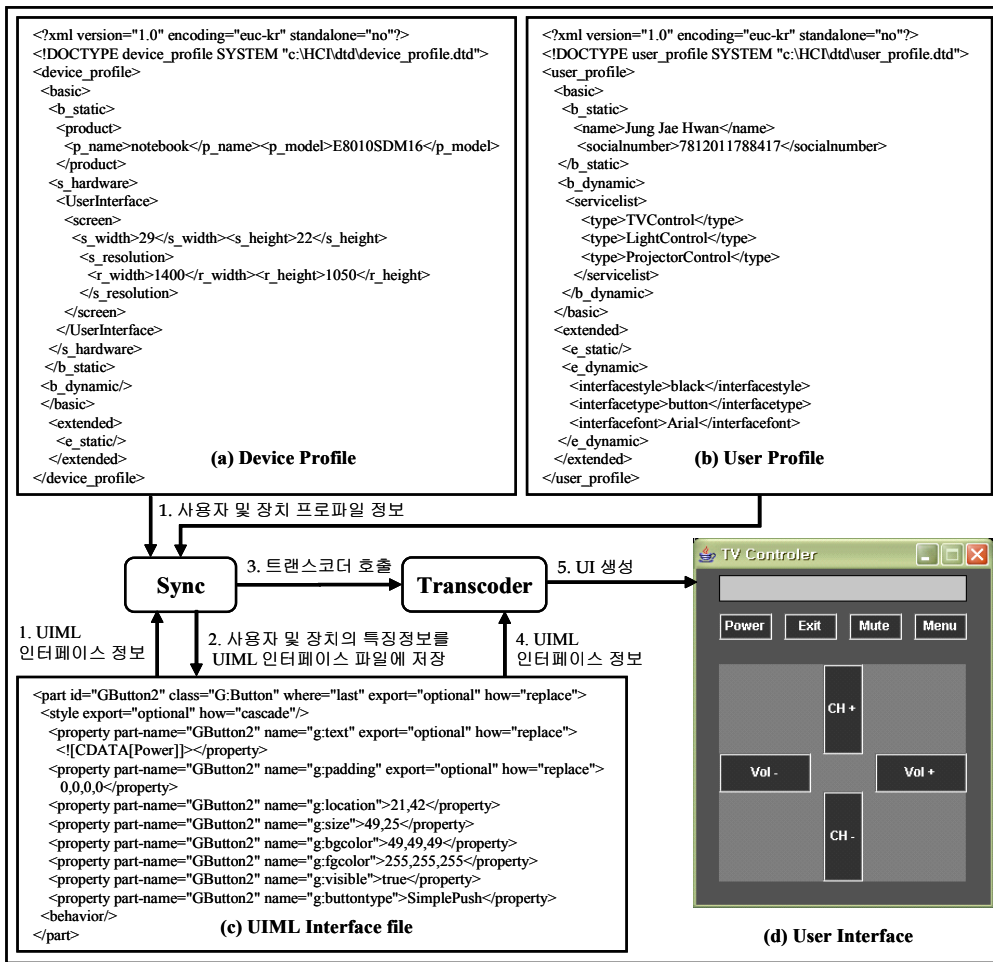 <?xml version="1.0" encoding="euc-kr" standalone="no"?>
<!DOCTYPE device_profile SYSTEM "c:\HCI\dtd\device_profile.dtd">
<device_profile>
<basic>
<b_static>
<product>
<p_name>notebook</p_name><p_model>E8010SDM16</p_model>
</product>
<s_hardware>
<UserInterface>
<screen>
<s_width>29</s_width><s_height>22</s_height>
<s_resolution>
<r_width>1400</r_width><r_height>1050</r_height>
</s_resolution>
</screen>
</UserInterface>
</s_hardware>
</b_static>
<b_dynamic/>
</basic>
<extended>
<e_static/>
</extended>
</device_profile>
(a) Device Profile
<?xml version="1.0" encoding="euc-kr" standalone="no"?>
<!DOCTYPE user_profile SYSTEM "c:\HCI\dtd\user_profile.dtd">
<user_profile>
<basic>
<b_static>
<name>Jung Jae Hwan</name>
<socialnumber>7812011788417</socialnumber>
</b_static>
<b_dynamic>
<servicelist>
<type>TVControl</type>
<type>LightControl</type>
<type>ProjectorControl</type>
</servicelist>
</b_dynamic>
</basic>
<extended>
<e_static/>
<e_dynamic>
<interfacestyle>black</interfacestyle>
<interfacetype>button</interfacetype>
<interfacefont>Arial</interfacefont>
</e_dynamic>
</extended>
</user_profile>
(b) User Profile
1. 사용자 및 장치 프로파일 정보
Sync
3. 트랜스코더 호출
Transcoder
5. UI 생성
1. UIML
인터페이스 정보
2. 사용자 및 장치의 특징정보를
UIML 인터페이스 파일에 저장
4. UIML
인터페이스 정보
<part id="GButton2" class="G:Button" where="last" export="optional" how="replace">
<style export="optional" how="cascade"/>
<property part-name="GButton2" name="g:text" export="optional" how="replace">
<![CDATA[Power]]></property>
<property part-name="GButton2" name="g:padding" export="optional" how="replace">
0,0,0,0</property>
<property part-name="GButton2" name="g:location">21,42</property>
<property part-name="GButton2" name="g:size">49,25</property>
<property part-name="GButton2" name="g:bgcolor">49,49,49</property>
<property part-name="GButton2" name="g:fgcolor">255,255,255</property>
<property part-name="GButton2" name="g:visible">true</property>
<property part-name="GButton2" name="g:buttontype">SimplePush</property>
<behavior/>
</part>
(c) UIML Interface file
TV Controler
Power Exit Mute Menu
CH +
Vol - Vol +
CH -
(d) User Interface